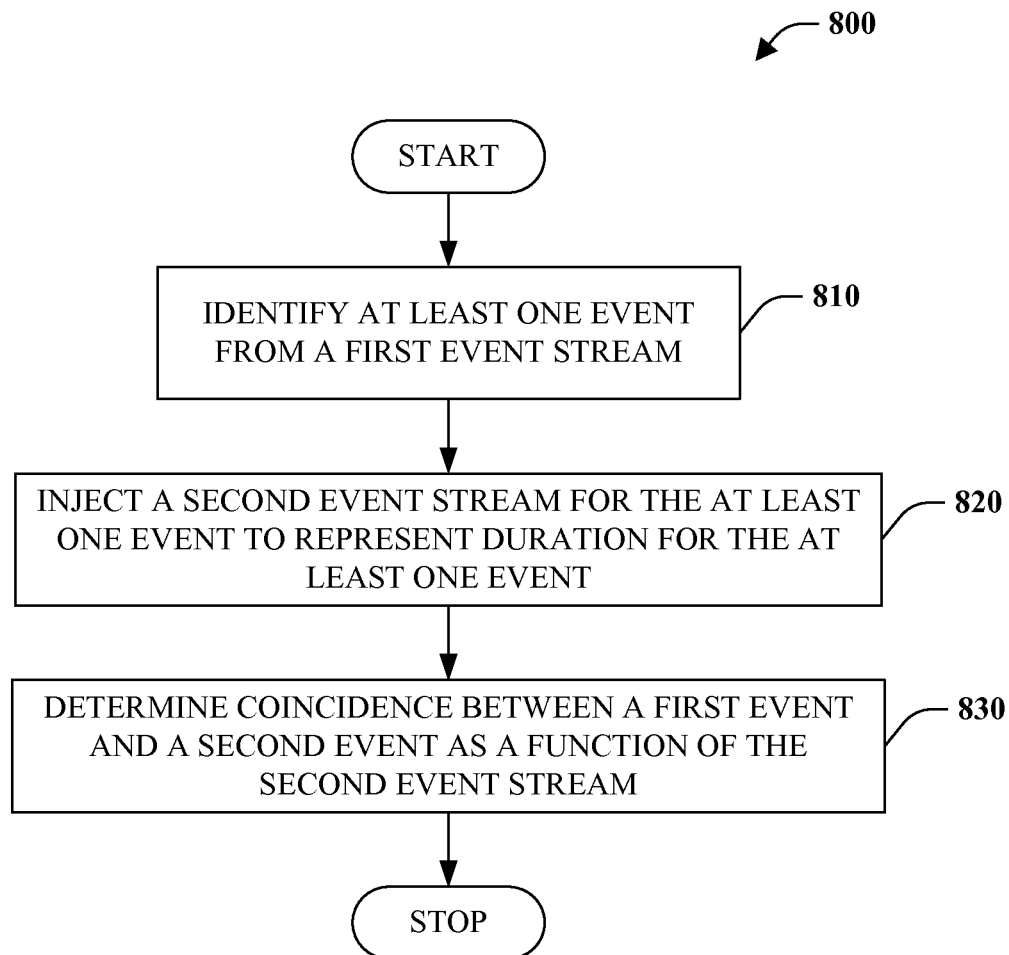 800
START
IDENTIFY AT LEAST ONE EVENT
FROM A FIRST EVENT STREAM
810
INJECT A SECOND EVENT STREAM FOR THE AT LEAST
ONE EVENT TO REPRESENT DURATION FOR THE AT
LEAST ONE EVENT
820
DETERMINE COINCIDENCE BETWEEN A FIRST EVENT
AND A SECOND EVENT AS A FUNCTION OF THE
SECOND EVENT STREAM
830
STOP